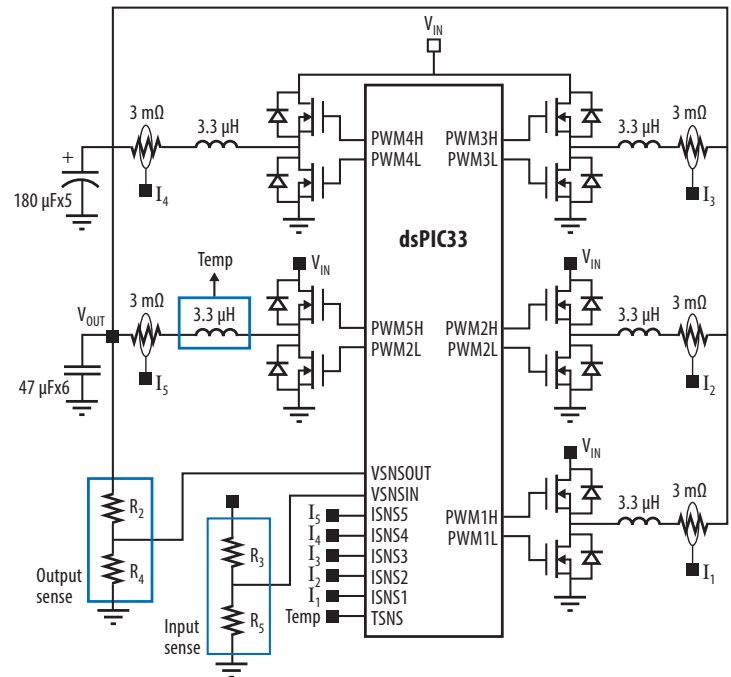 V_IN
3 mΩ
3.3 µH
+
180 µFx5
I_4
PWM4H
PWM4L
PWM3H
PWM3L
3.3 µH
3 mΩ
I_3
dsPIC33
Temp
V_IN
V_OUT
3 mΩ
3.3 µH
47 µFx6
I_5
PWM5H
PWM2L
V_IN
PWM2H
PWM2L
3.3 µH
3 mΩ
I_2
V_IN
PWM1H
PWM1L
3.3 µH
3 mΩ
I_1
VSNSOUT
VSNSIN
I_5 ISNS5
I_4 ISNS4
I_3 ISNS3
I_2 ISNS2
I_1 ISNS1
Temp TSNS
R_2
R_4
Output
sense
R_3
R_5
Input
sense